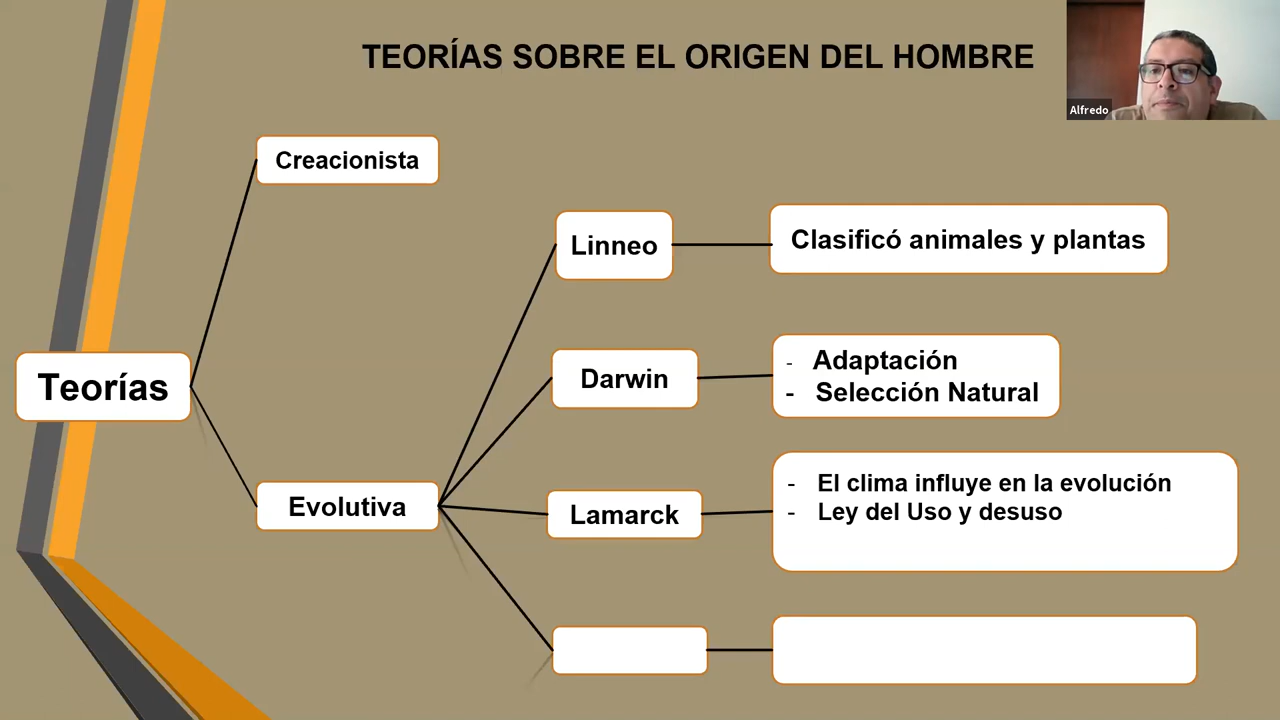 TEORÍAS SOBRE EL ORIGEN DEL HOMBRE
Alfredo
Creacionista
Linneo
Clasificó animales y plantas
Teorías
Darwin
- Adaptación
- Selección Natural
Evolutiva
Lamarck
- El clima influye en la evolución
- Ley del Uso y desuso